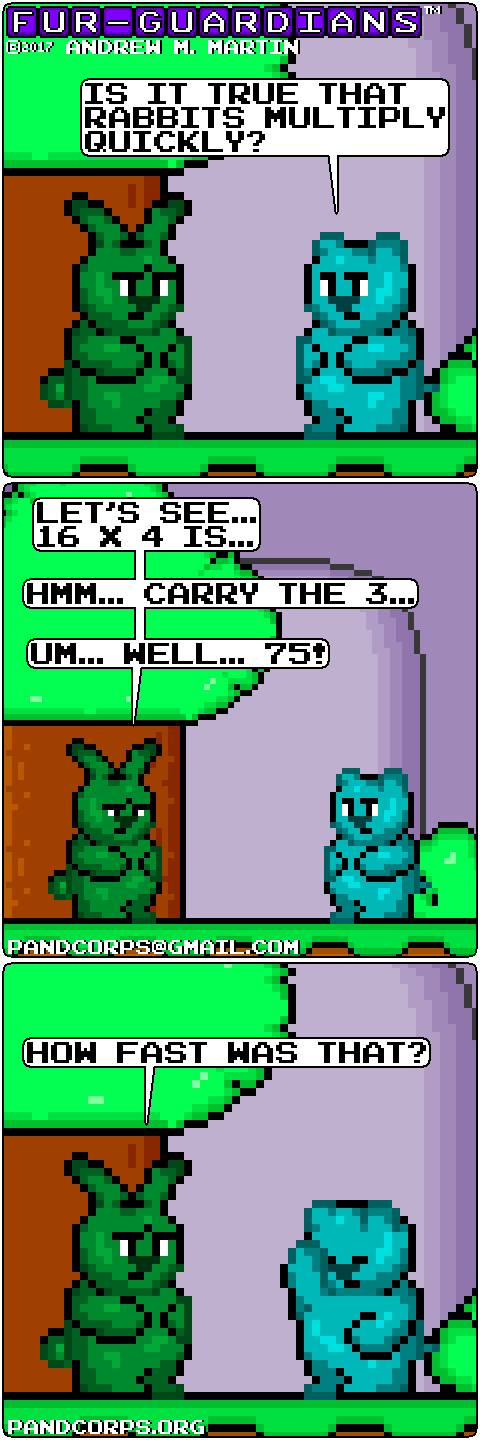 FUR-GUARDIANS™
©2017 ANDREW M. MARTIN
IS IT TRUE THAT
RABBITS MULTIPLY
QUICKLY?
LET'S SEE...
16 X 4 IS...
HMM... CARRY THE 3...
UM... WELL... 75!
PANDCORPS@GMAIL.COM
HOW FAST WAS THAT?
PANDCORPS.ORG